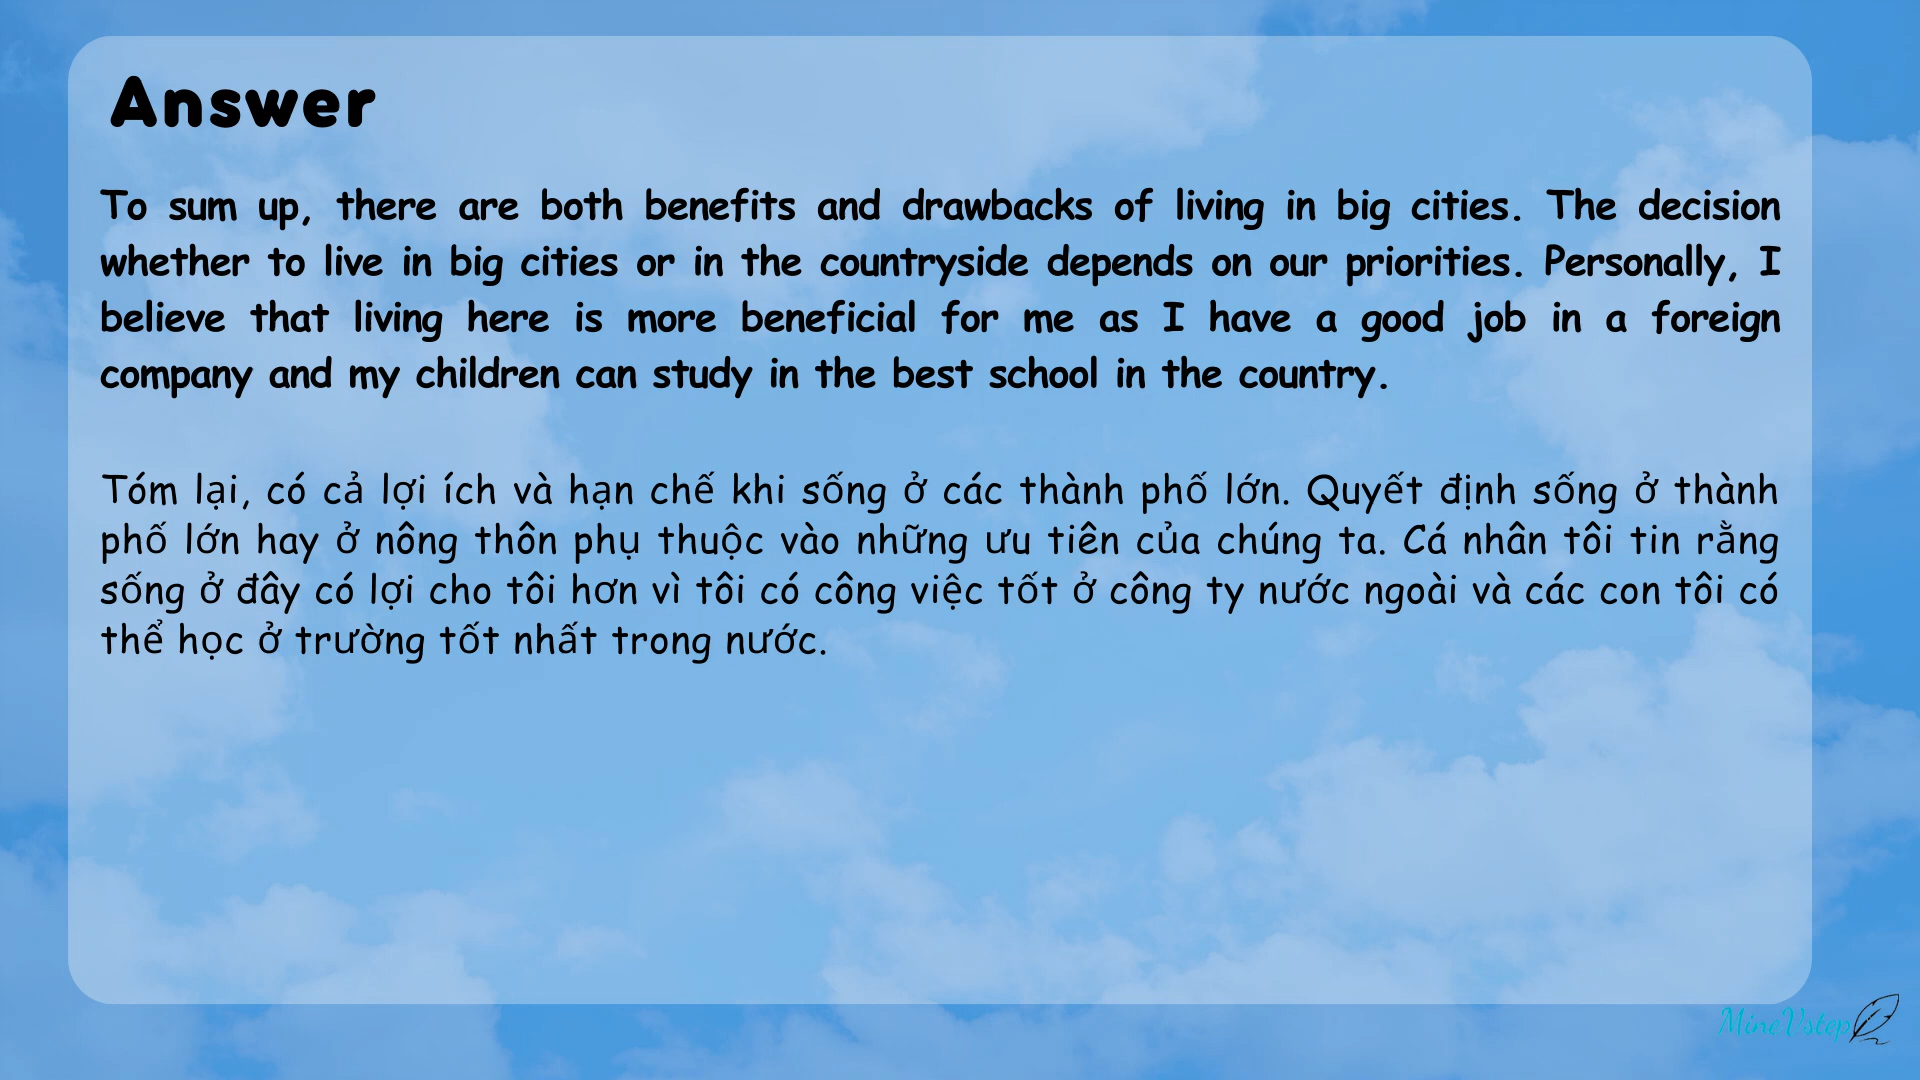 Answer
To sum up, there are both benefits and drawbacks of living in big cities. The decision
whether to live in big cities or in the countryside depends on our priorities. Personally, I
believe that living here is more beneficial for me as I have a good job in a foreign
company and my children can study in the best school in the country.
Tóm lại, có cả lợi ích và hạn chế khi sống ở các thành phố lớn. Quyết định sống ở thành
phố lớn hay ở nông thôn phụ thuộc vào những ưu tiên của chúng ta. Cá nhân tôi tin rằng
sống ở đây có lợi cho tôi hơn vì tôi có công việc tốt ở công ty nước ngoài và các con tôi có
thể học ở trường tốt nhất trong nước.
MineVstep